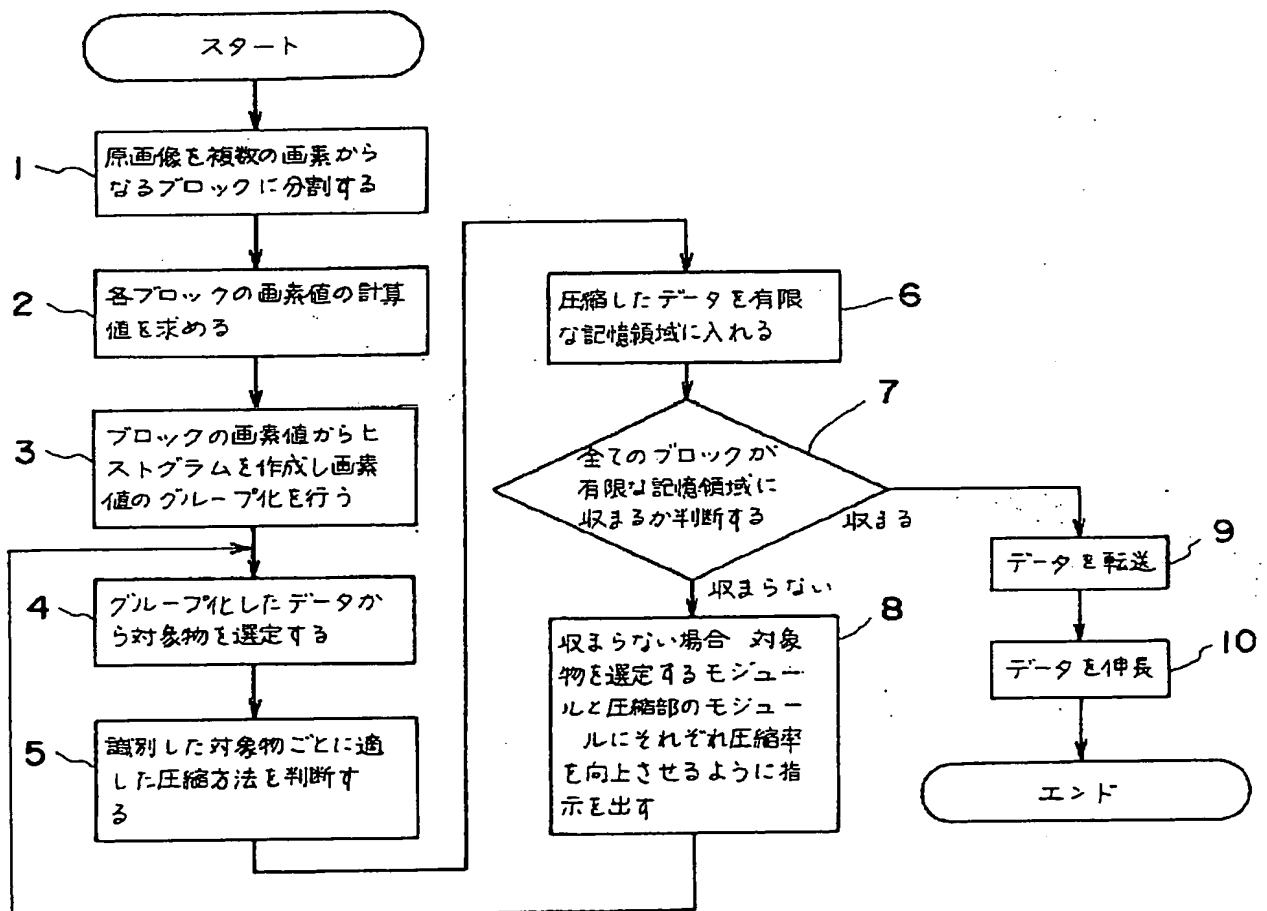 スタート
1
原画像を複数の画素から
なるブロックに分割する
2
各ブロックの画素値の計算
値を求める
3
ブロックの画素値からヒ
ストグラムを作成し画素
値のグループ化を行う
4
グループ化したデータか
ら対象物を選定する
5
識別した対象物ごとに適
した圧縮方法を判断す
る
6
圧縮したデータを有限
な記憶領域に入れる
7
全てのブロックが
有限な記憶領域に
収まるか判断する
収まる
収まらない
8
収まらない場合 対象
物を選定するモジュー
ルと圧縮部のモジュー
ルにそれぞれ圧縮率
を向上させるように指
示を出す
9
データを転送
10
データを伸長
エンド